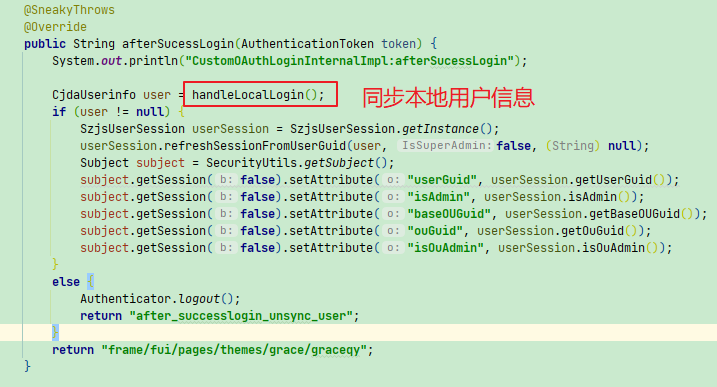 @SneakyThrows
@Override
public String afterSucessLogin(AuthenticationToken token) {
System.out.println("CustomOAuthLoginInternalImpl:afterSucessLogin");
CjdaUserinfo user = handleLocalLogin(); 同步本地用户信息
if (user != null) {
SzjsUserSession userSession = SzjsUserSession.getInstance();
userSession.refreshSessionFromUserGuid(user, IsSuperAdmin: false, (String) null);
Subject subject = SecurityUtils.getSubject();
subject.getSession( b: false).setAttribute( o: "userGuid", userSession.getUserGuid());
subject.getSession( b: false).setAttribute( o: "isAdmin", userSession.isAdmin());
subject.getSession( b: false).setAttribute( o: "baseOUGuid", userSession.getBaseOUGuid());
subject.getSession( b: false).setAttribute( o: "ouGuid", userSession.getOuGuid());
subject.getSession( b: false).setAttribute( o: "isOuAdmin", userSession.isOuAdmin());
}
else {
Authenticator.logout();
return "after_successlogin_unsync_user";
}
return "frame/fui/pages/themes/grace/graceqy";
}